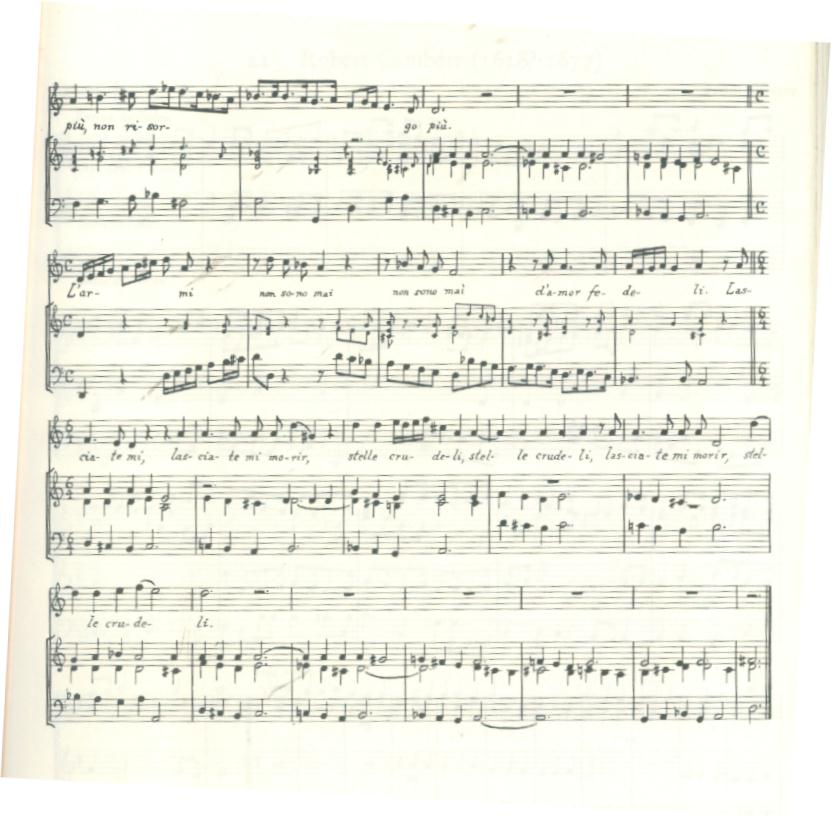 più, non ri-sor- go più.
L'ar- mi non so-no mai non sono mai d'a-mor fe-de- li. Las-
cia-te mi, las-cia-te mi mo-rir, stelle cru- de-li, stel- le crude-li, las-cia-te mi morir, stel-
le cru-de- li.